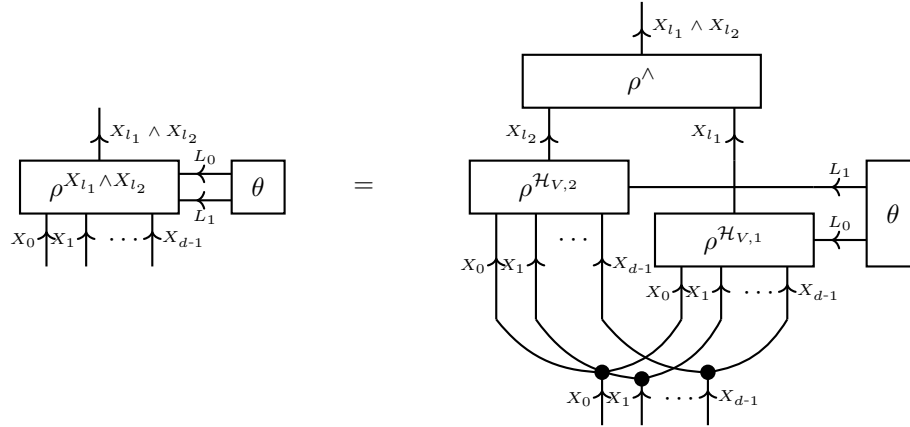 X_{l_1} ∧ X_{l_2}
ρ^∧
X_{l_1} ∧ X_{l_2}
X_{l_2}
X_{l_1}
ρ^{X_{l_1} ∧ X_{l_2}}
L_0
L_1
θ
=
ρ^{\mathcal{H}_{V,2}}
L_1
θ
X_0
X_1
...
X_{d-1}
ρ^{\mathcal{H}_{V,1}}
L_0
X_0
X_1
...
X_{d-1}
X_0
X_1
...
X_{d-1}
X_0
X_1
...
X_{d-1}